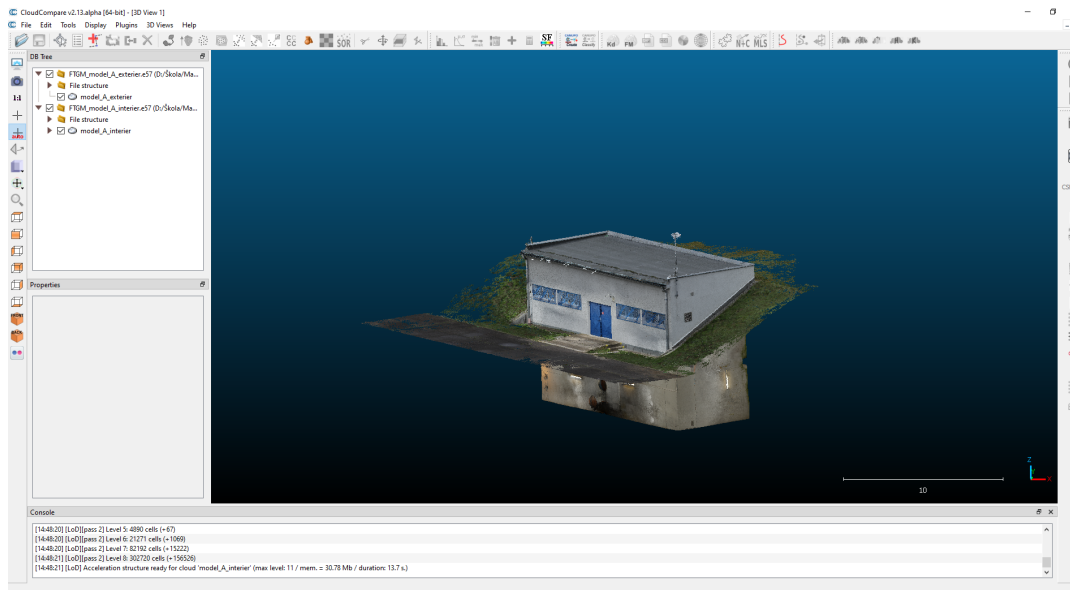 CloudCompare v2.13.alpha [64-bit] - [3D View 1]
File Edit Tools Display Plugins 3D Views Help
SOR SF Kd FM N+C MLS
DB Tree
FTGM_model_A_exterier.e57 (D:/Škola/Ma...
File structure
model_A_exterier
FTGM_model_A_interier.e57 (D:/Škola/Ma...
File structure
model_A_interier
1:1
auto
Properties
FRONT
BACK
Z
X
10
Console
[14:48:20] [LoD][pass 2] Level 5: 4890 cells (+67)
[14:48:20] [LoD][pass 2] Level 6: 21271 cells (+1069)
[14:48:20] [LoD][pass 2] Level 7: 82192 cells (+15222)
[14:48:21] [LoD][pass 2] Level 8: 302720 cells (+156526)
[14:48:21] [LoD] Acceleration structure ready for cloud 'model_A_interier' (max level: 11 / mem. = 30.78 Mb / duration: 13.7 s.)